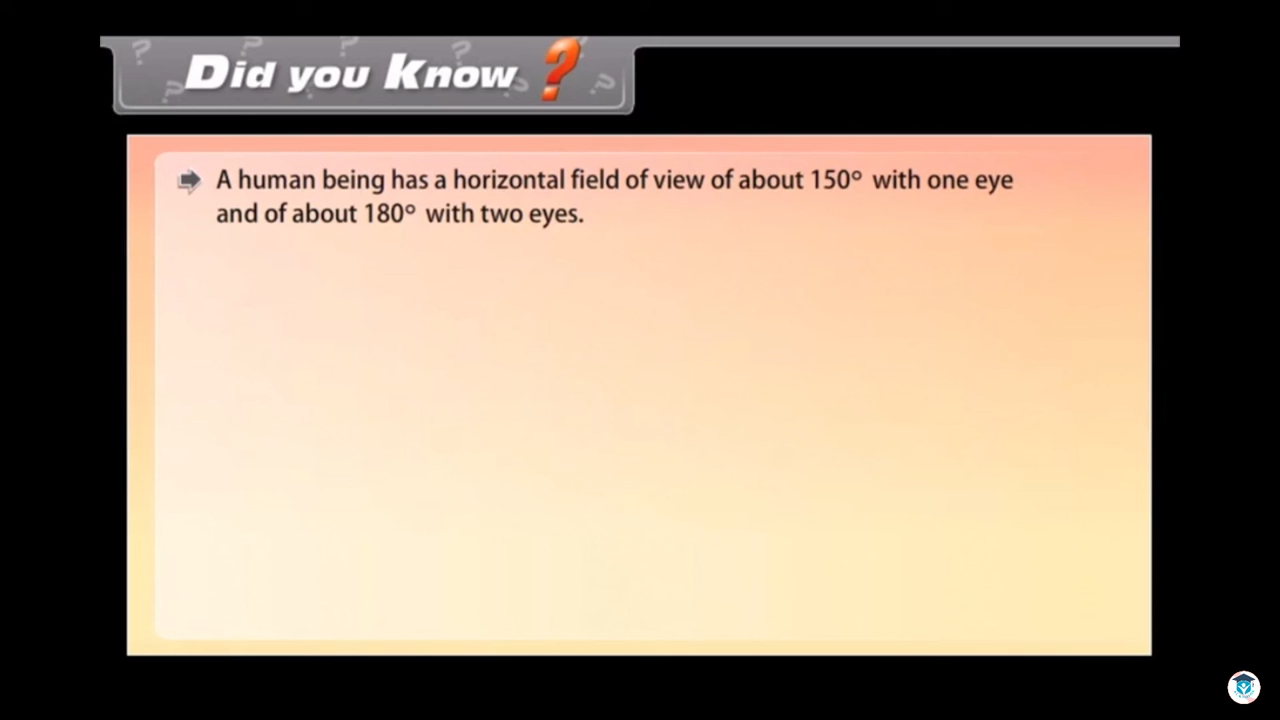 Did you Know ?
A human being has a horizontal field of view of about 150° with one eye
and of about 180° with two eyes.